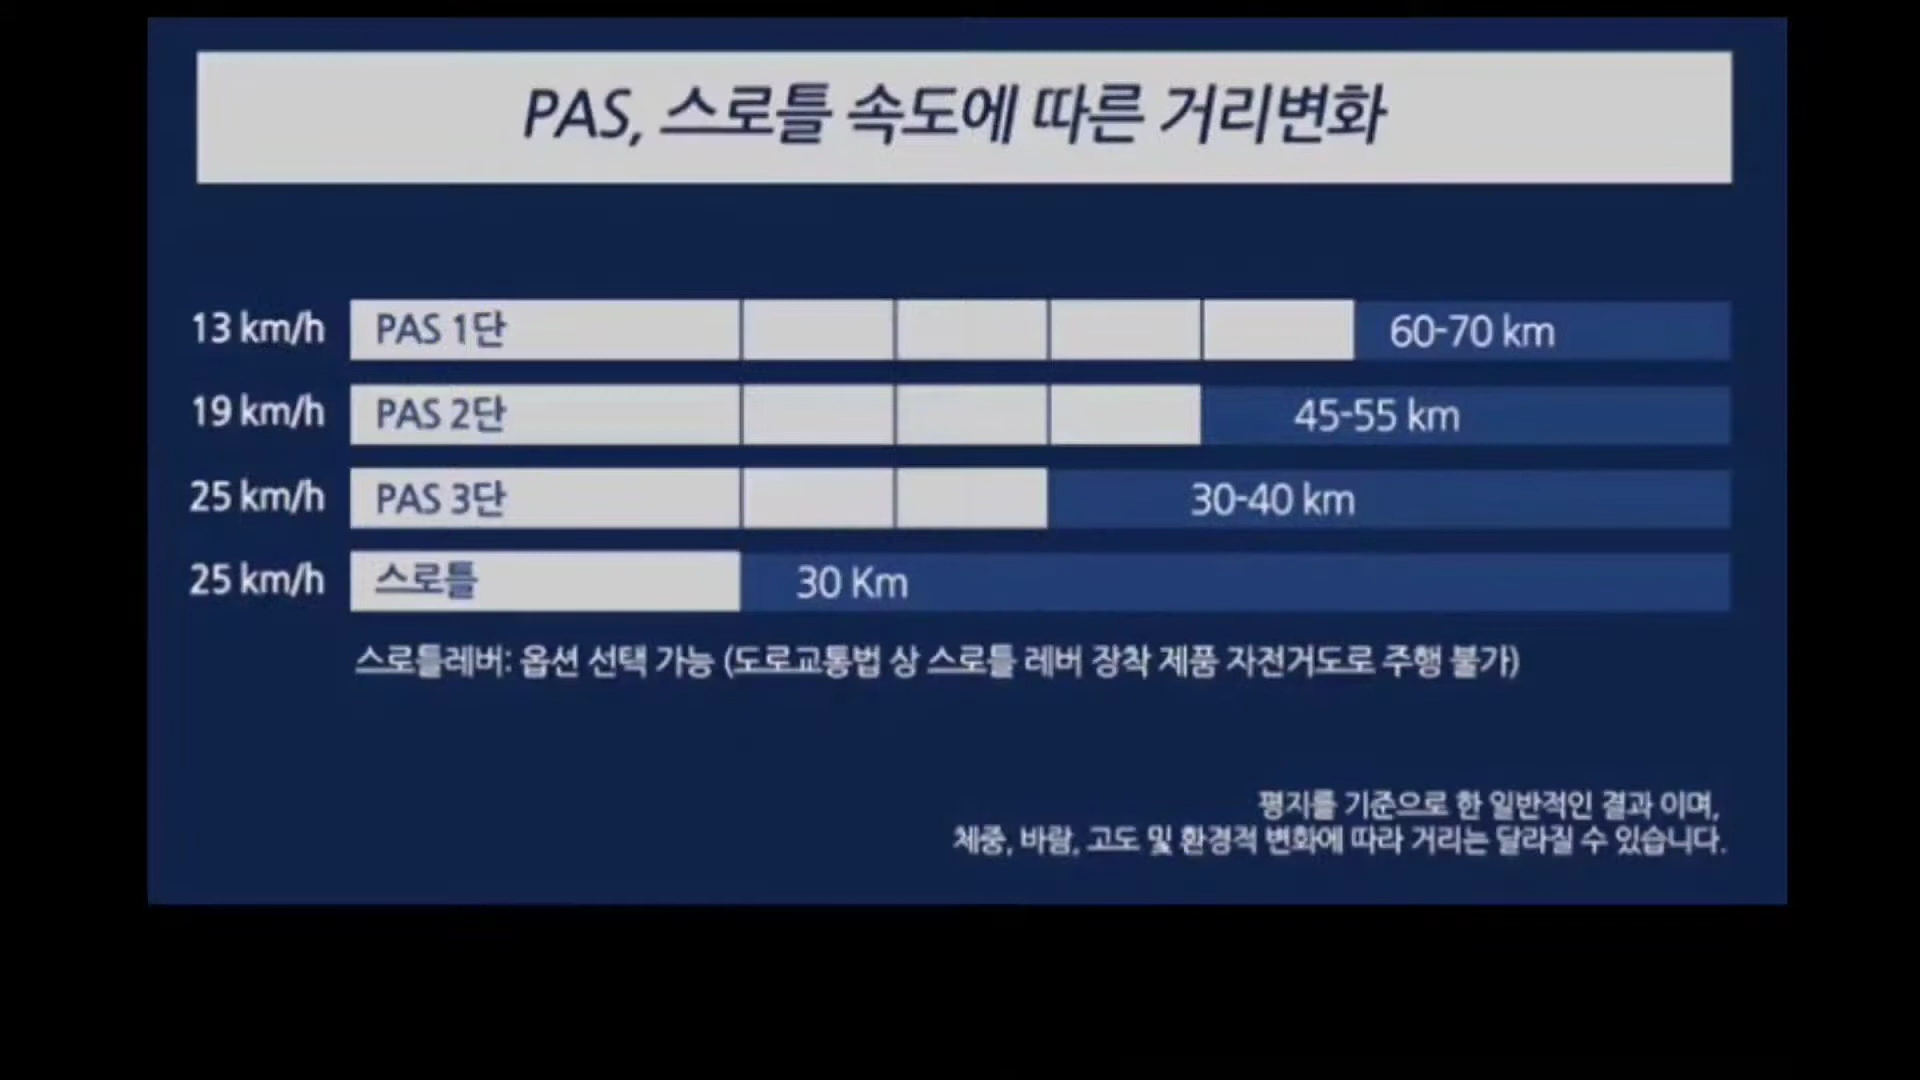 PAS, 스로틀 속도에 따른 거리변화
13 km/h PAS 1단 60-70 km
19 km/h PAS 2단 45-55 km
25 km/h PAS 3단 30-40 km
25 km/h 스로틀 30 Km
스로틀레버: 옵션 선택 가능 (도로교통법 상 스로틀 레버 장착 제품 자전거도로 주행 불가)
평지를 기준으로 한 일반적인 결과 이며,
체중, 바람, 고도 및 환경적 변화에 따라 거리는 달라질 수 있습니다.